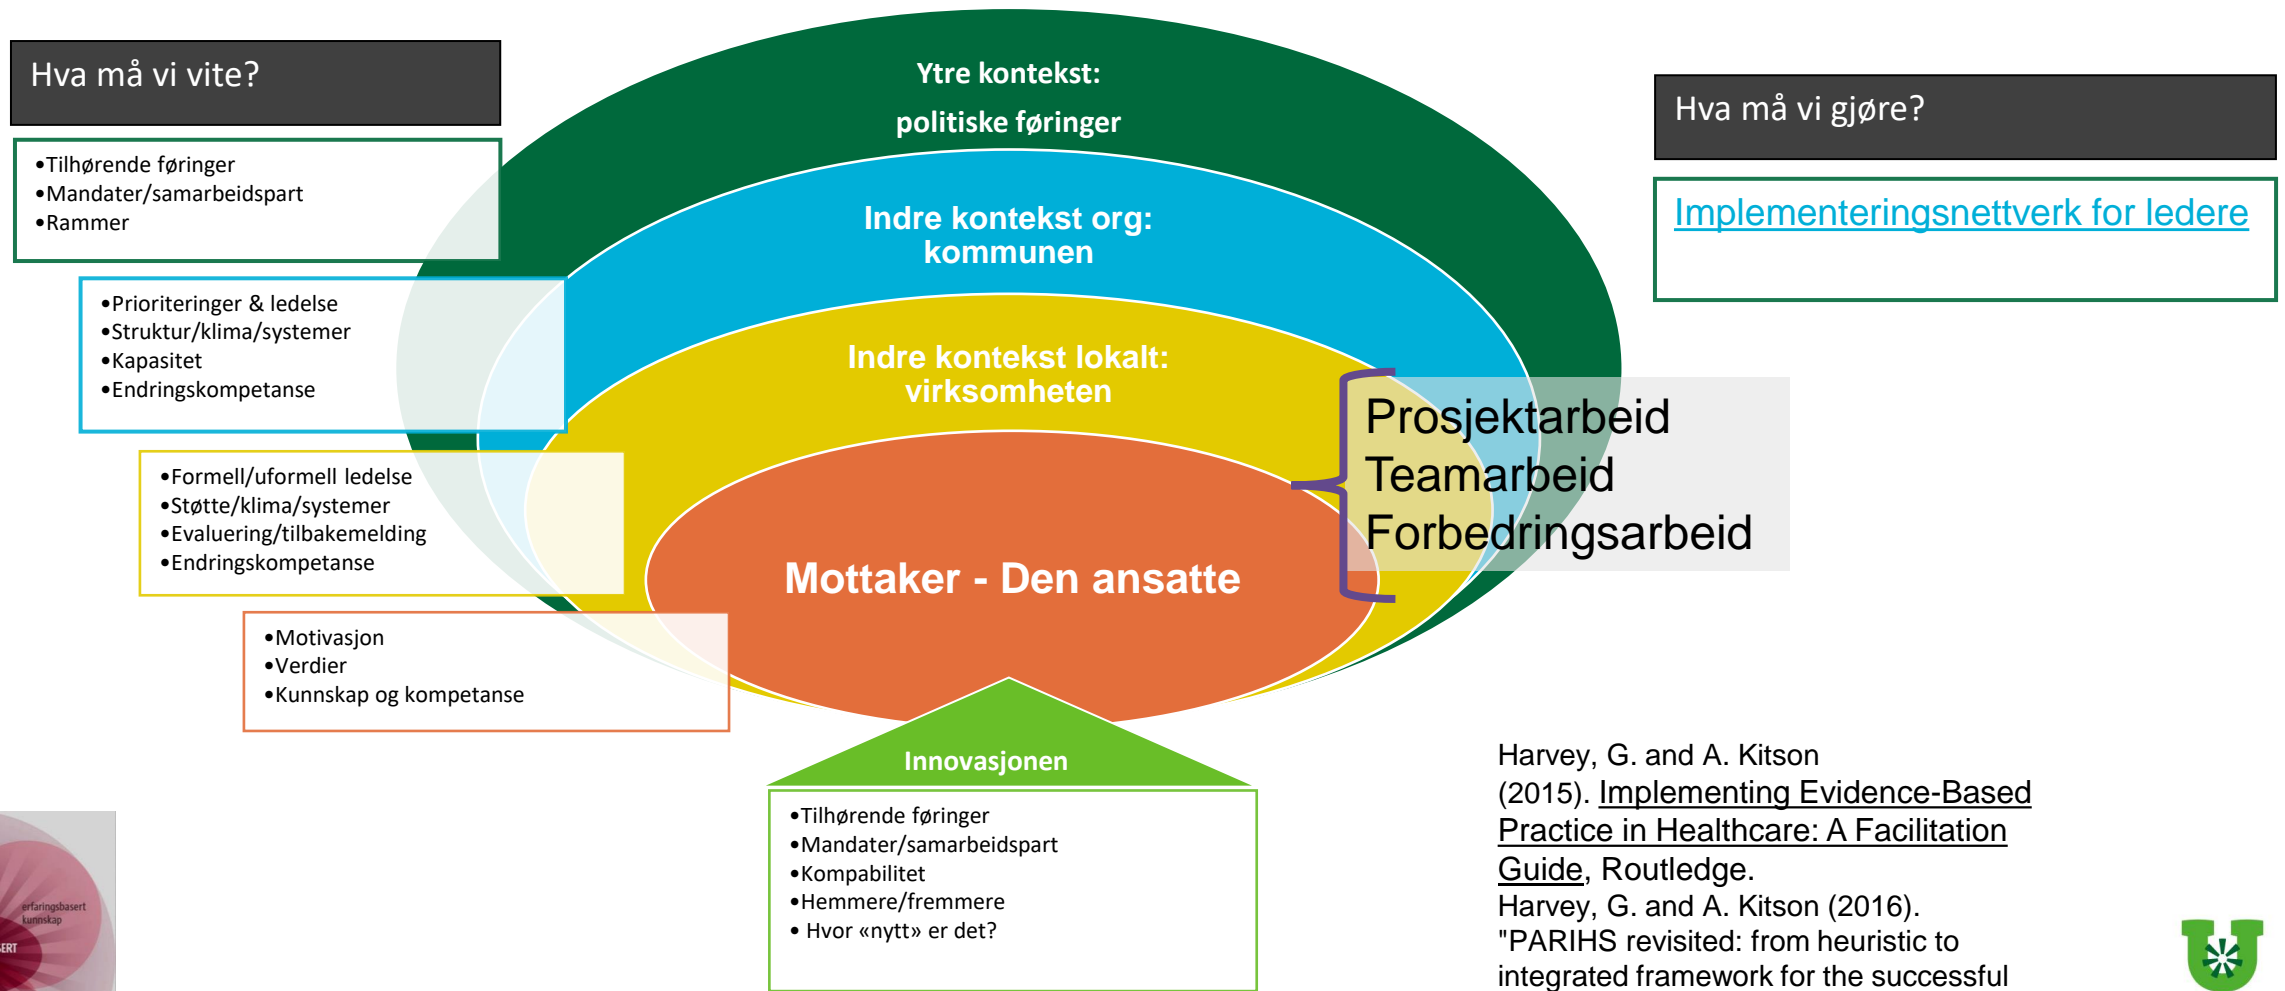 Hva må vi vite?
•Tilhørende føringer
•Mandater/samarbeidspart
•Rammer
•Prioriteringer & ledelse
•Struktur/klima/systemer
•Kapasitet
•Endringskompetanse
•Formell/uformell ledelse
•Støtte/klima/systemer
•Evaluering/tilbakemelding
•Endringskompetanse
•Motivasjon
•Verdier
•Kunnskap og kompetanse
Ytre kontekst:
politiske føringer
Indre kontekst org:
kommunen
Indre kontekst lokalt:
virksomheten
Mottaker - Den ansatte
Innovasjonen
•Tilhørende føringer
•Mandater/samarbeidspart
•Kompabilitet
•Hemmere/fremmere
• Hvor «nytt» er det?
Hva må vi gjøre?
Implementeringsnettverk for ledere
Prosjektarbeid
Teamarbeid
Forbedringsarbeid
Harvey, G. and A. Kitson
(2015). Implementing Evidence-Based
Practice in Healthcare: A Facilitation
Guide, Routledge.
Harvey, G. and A. Kitson (2016).
"PARIHS revisited: from heuristic to
integrated framework for the successful
erfaringsbasert
kunnskap
SERT